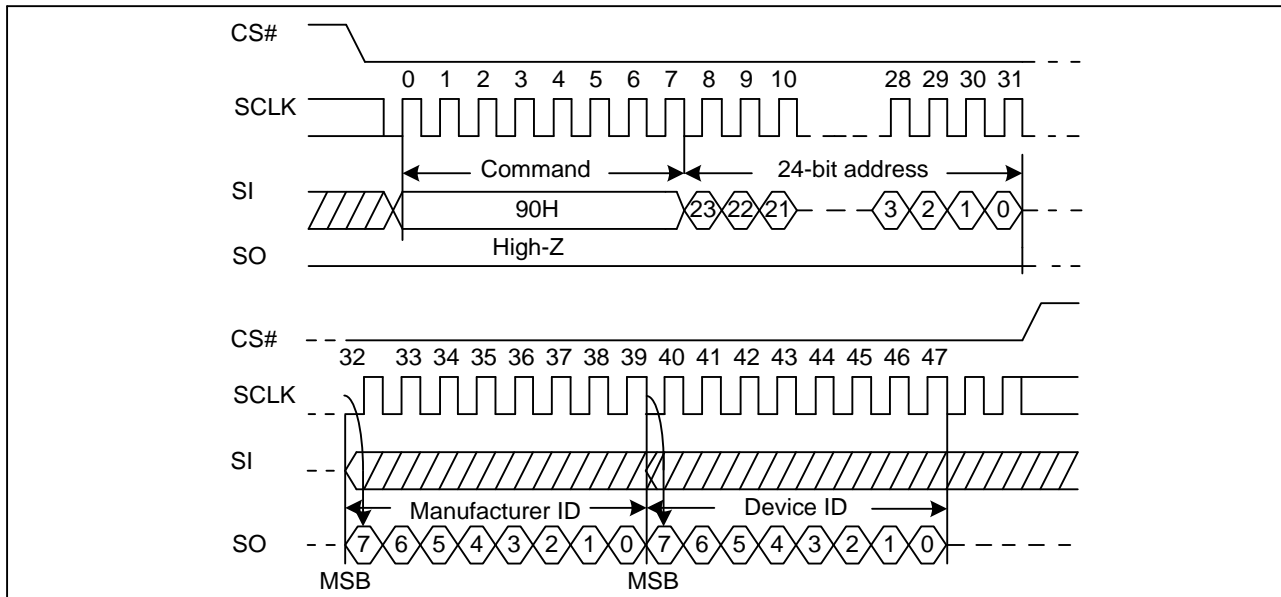 CS#
0 1 2 3 4 5 6 7 8 9 10 28 29 30 31
SCLK
Command 24-bit address
SI
90H 23 22 21 3 2 1 0
High-Z
SO
CS#
32 33 34 35 36 37 38 39 40 41 42 43 44 45 46 47
SCLK
SI
Manufacturer ID Device ID
SO 7 6 5 4 3 2 1 0 7 6 5 4 3 2 1 0
MSB MSB